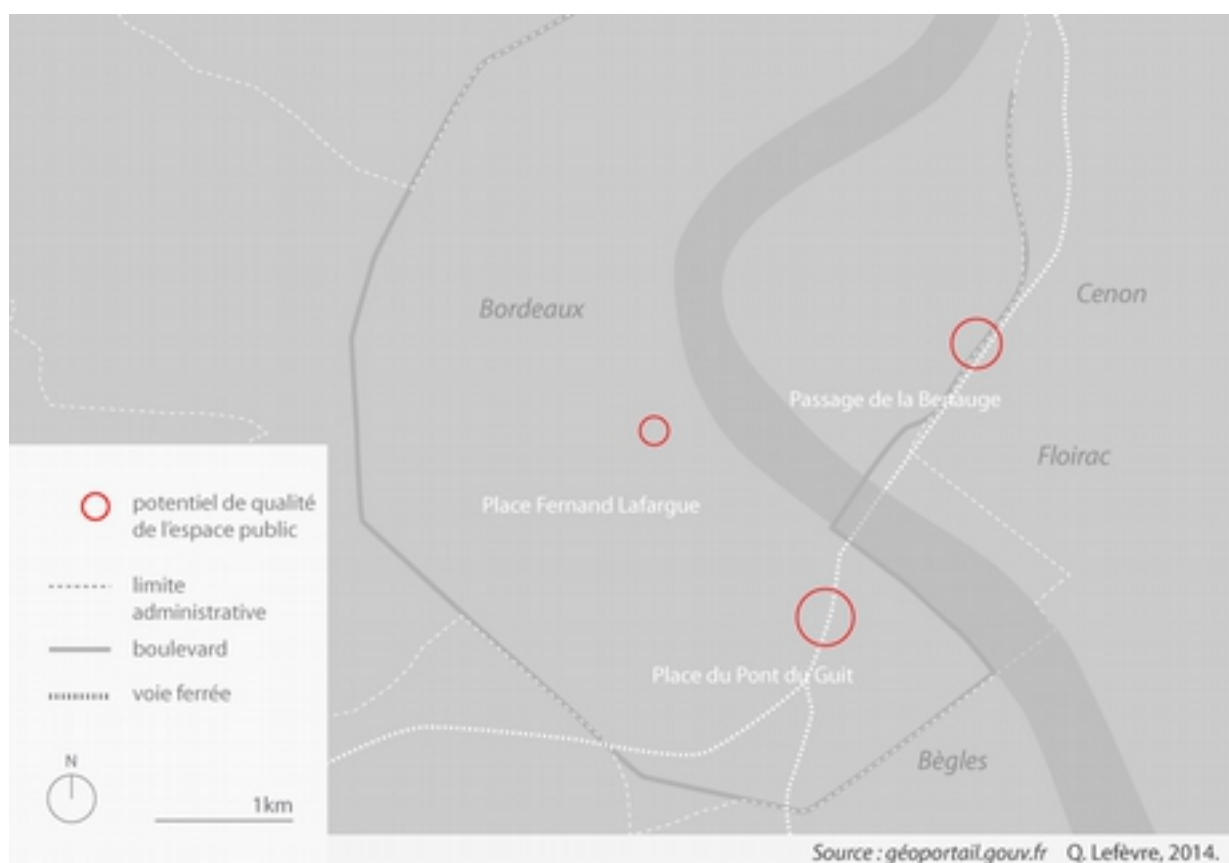 Bordeaux
Cenon
Passage de la Benauge
Floirac
Place Fernand Lafargue
potentiel de qualité
de l'espace public
limite
administrative
boulevard
voie ferrée
Place du Pont du Guit
Bègles
N
1km
Source : géoportail.gouv.fr Q. Lefèvre, 2014.